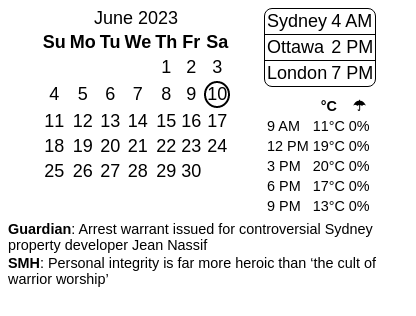 June 2023
Su Mo Tu We Th Fr Sa
1 2 3
4 5 6 7 8 9 10
11 12 13 14 15 16 17
18 19 20 21 22 23 24
25 26 27 28 29 30
Sydney 4 AM
Ottawa 2 PM
London 7 PM
°C ☂
9 AM 11°C 0%
12 PM 19°C 0%
3 PM 20°C 0%
6 PM 17°C 0%
9 PM 13°C 0%
Guardian: Arrest warrant issued for controversial Sydney
property developer Jean Nassif
SMH: Personal integrity is far more heroic than ‘the cult of
warrior worship’